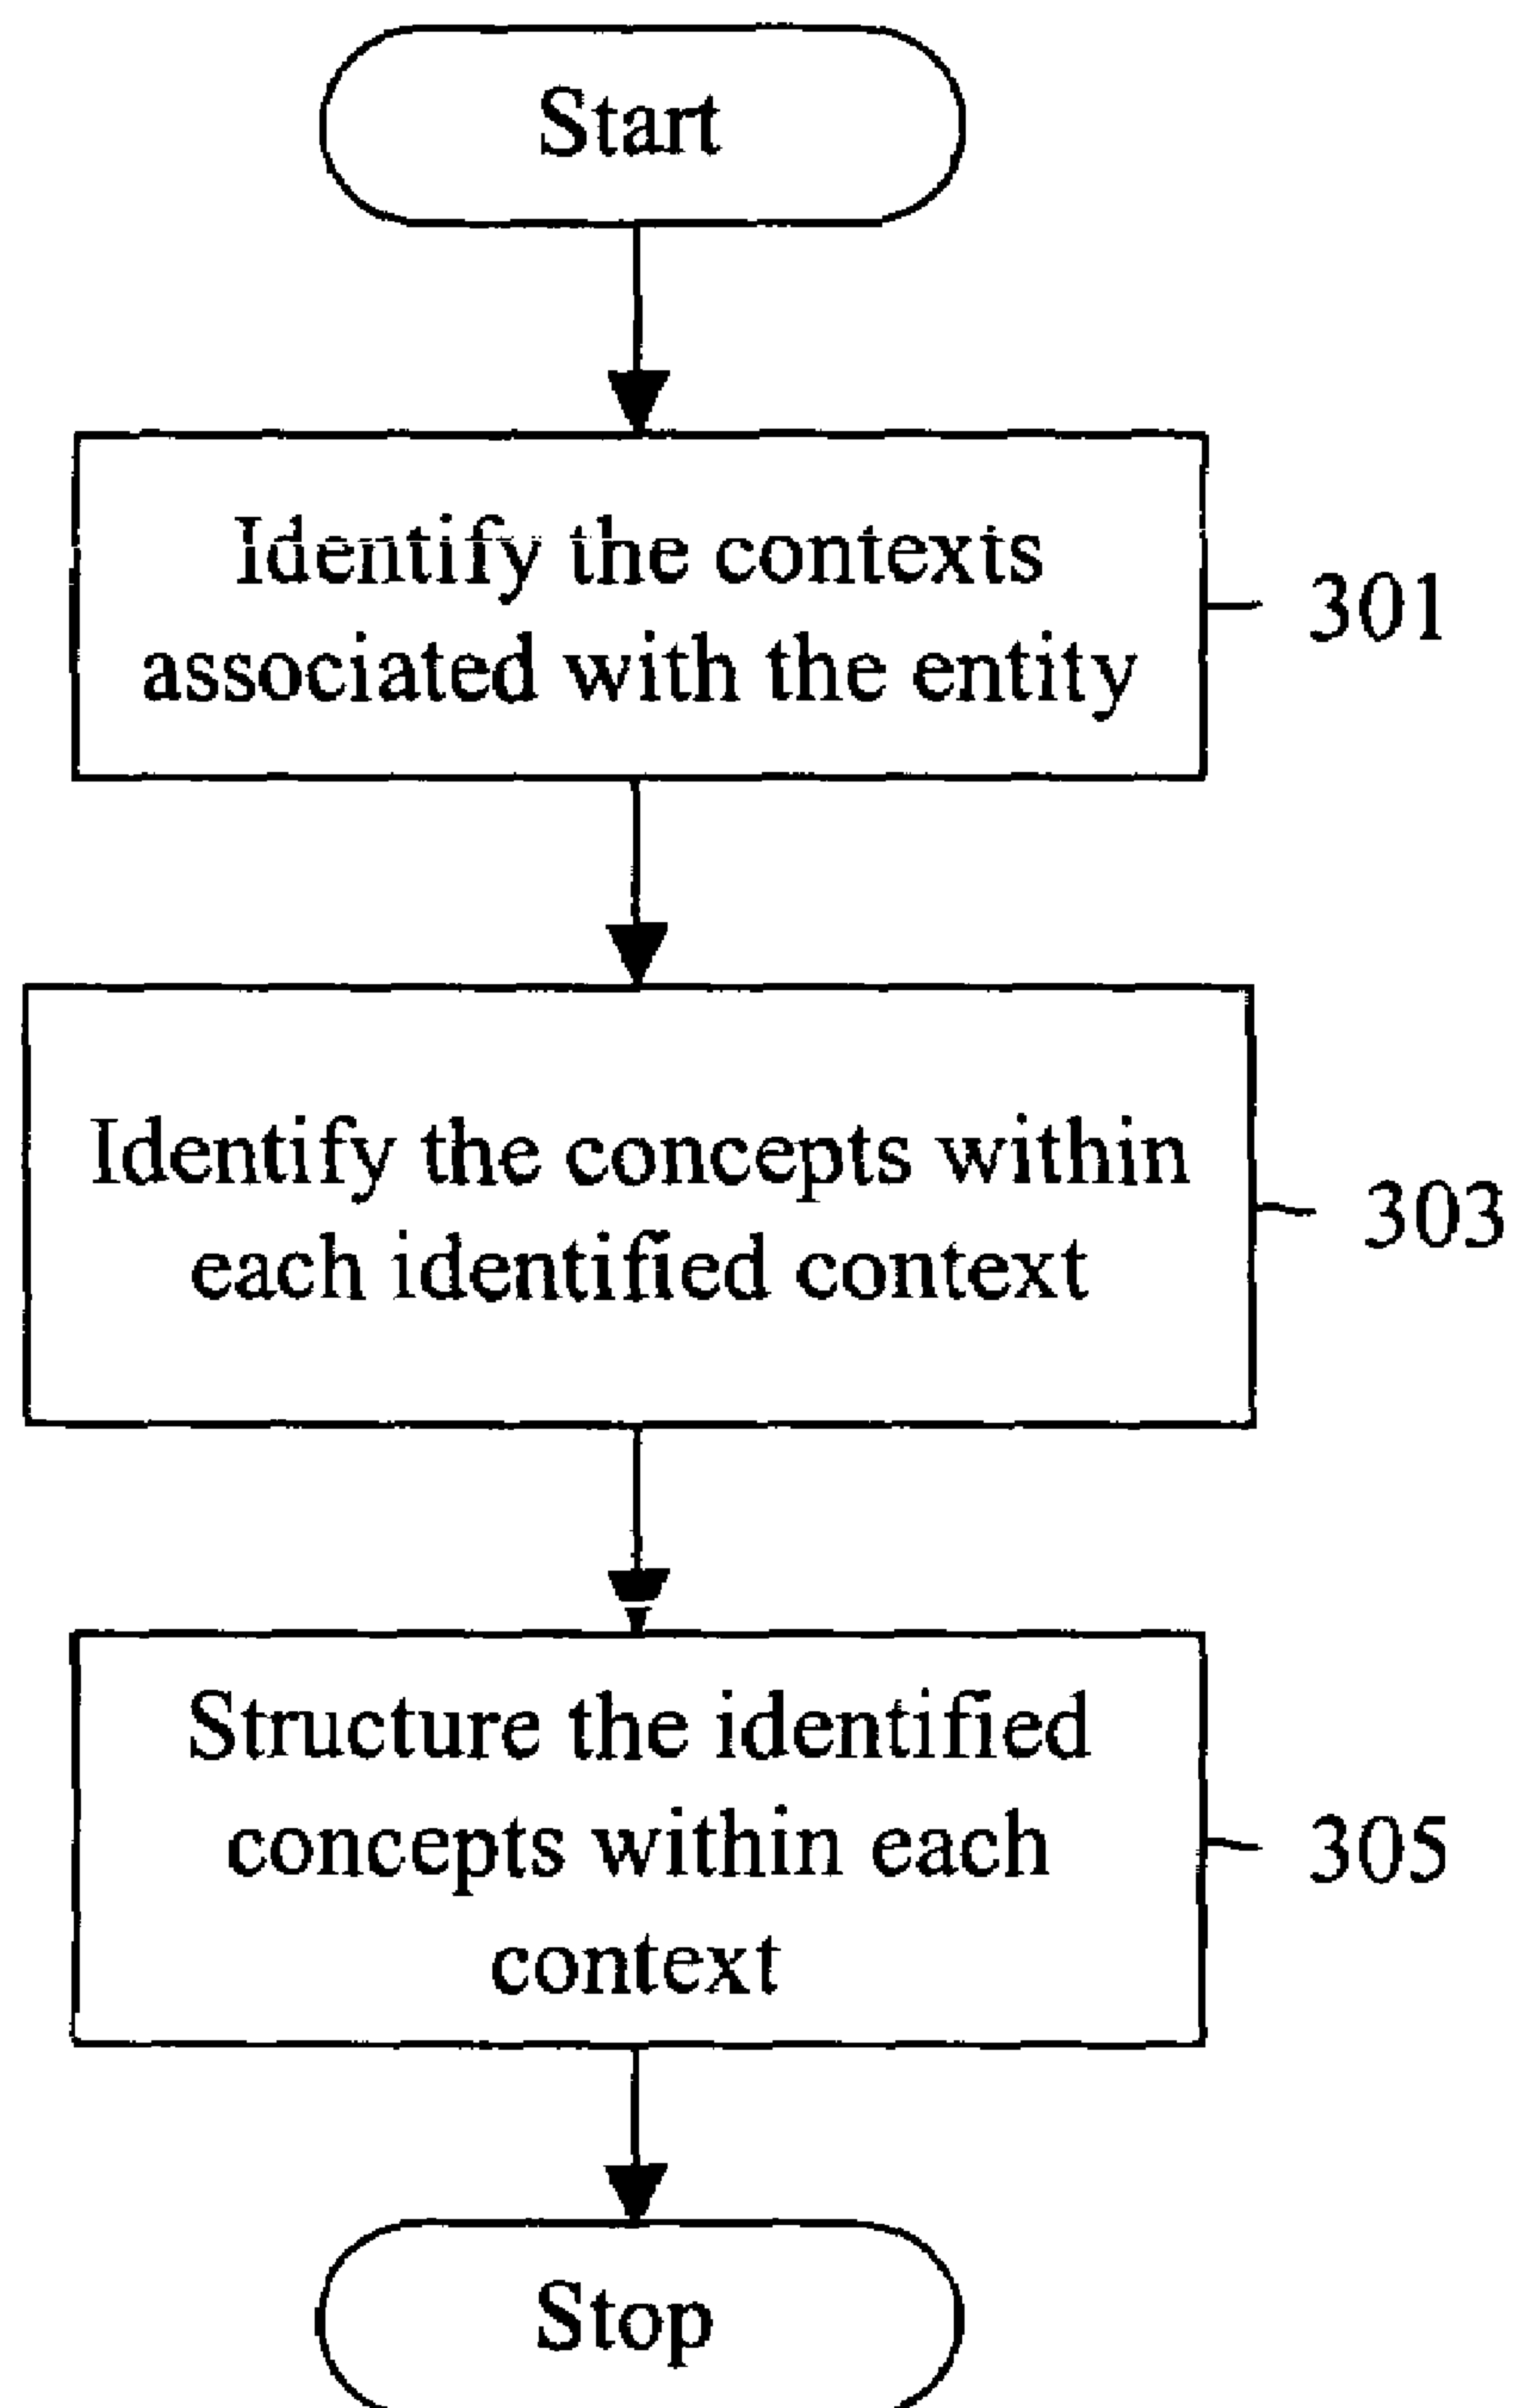 Start
Identify the contexts
associated with the entity
301
Identify the concepts within
each identified context
303
Structure the identified
concepts within each
context
305
Stop